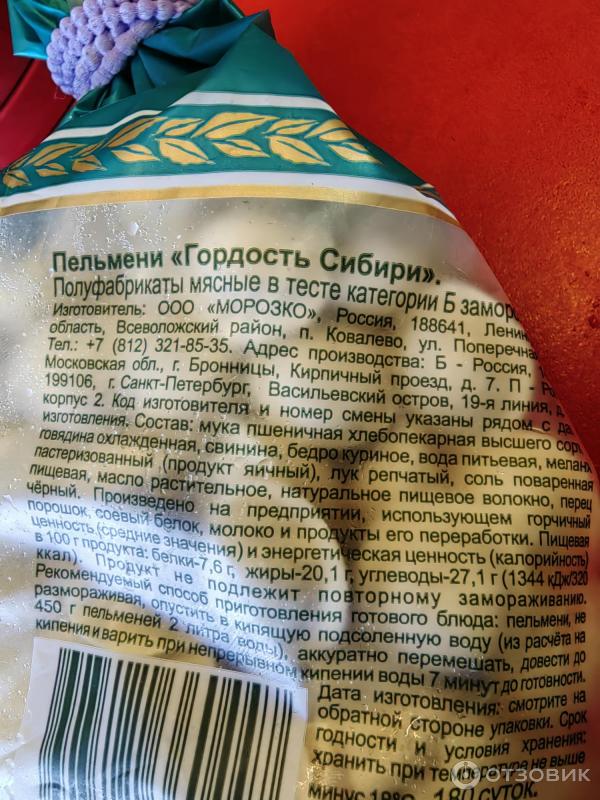 Пельмени «Гордость Сибири».
Полуфабрикаты мясные в тесте категории Б
Изготовитель: ООО «МОРОЗКО», Россия, 188641,
область, Всеволожский район, п. Ковалево, ул. Поперечная
Тел.: +7 (812) 321-85-35. Адрес производства: Б - Россия,
Московская обл., г. Бронницы, Кирпичный проезд, д. 7. П -
199106, г. Санкт-Петербург, Васильевский остров, 19-я линия, д.
корпус 2. Код изготовителя и номер смены указаны рядом с
изготовления. Состав: мука пшеничная хлебопекарная высшего
говядина охлажденная, свинина, бедро куриное, вода питьевая, меланж
пастеризованный (продукт яичный), лук репчатый, соль поваренная
пищевая, масло растительное, натуральное пищевое волокно, перец
чёрный. Произведено на предприятии, использующем горчичный
порошок, соевый белок, молоко и продукты его переработки. Пищевая
ценность (средние значения) и энергетическая ценность (калорийность)
в 100 г продукта: белки-7,6 г, жиры-20,1 г, углеводы-27,1 г (1344 кДж/320
ккал). Продукт не подлежит повторному замораживанию.
Рекомендуемый способ приготовления готового блюда: пельмени, не
размораживая, опустить в кипящую подсоленную воду (из расчёта на
450 г пельменей 2 литра воды), аккуратно перемешать, довести до
кипения и варить при непрерывном кипении воды 7 минут до готовности.
Дата изготовления: смотрите на
обратной стороне упаковки. Срок
годности и условия хранения:
хранить при температуре не выше
минус 18°С 180 суток.
ОТЗОВИК